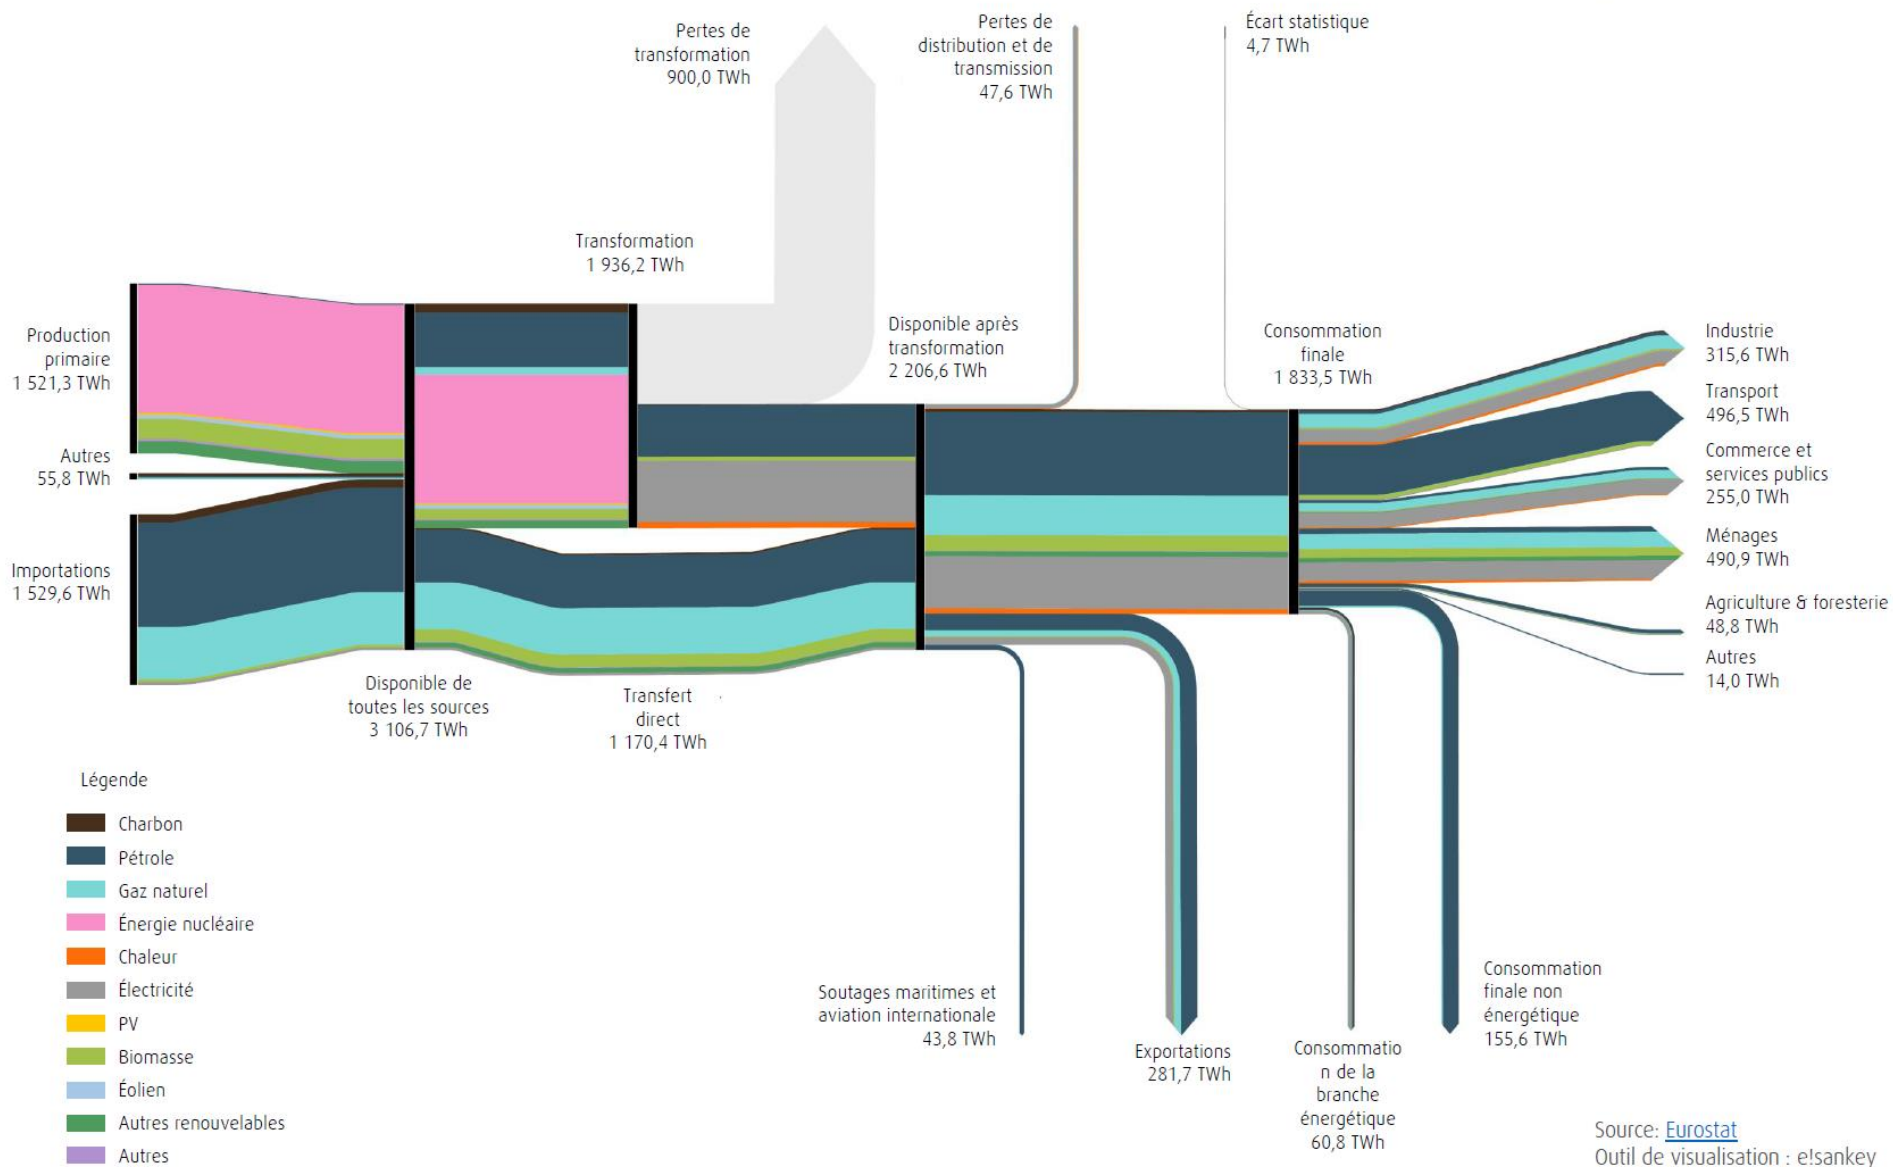 Pertes de
transformation
900,0 TWh
Pertes de
distribution et de
transmission
47,6 TWh
Écart statistique
4,7 TWh
Transformation
1 936,2 TWh
Production
primaire
1 521,3 TWh
Disponible après
transformation
2 206,6 TWh
Consommation
finale
1 833,5 TWh
Industrie
315,6 TWh
Transport
496,5 TWh
Commerce et
services publics
255,0 TWh
Autres
55,8 TWh
Ménages
490,9 TWh
Importations
1 529,6 TWh
Agriculture & foresterie
48,8 TWh
Autres
14,0 TWh
Disponible de
toutes les sources
3 106,7 TWh
Transfert
direct
1 170,4 TWh
Légende
Charbon
Pétrole
Gaz naturel
Énergie nucléaire
Chaleur
Électricité
PV
Biomasse
Éolien
Autres renouvelables
Autres
Soutages maritimes et
aviation internationale
43,8 TWh
Exportations
281,7 TWh
Consommatio
n de la
branche
énergétique
60,8 TWh
Consommation
finale non
énergétique
155,6 TWh
Source: Eurostat
Outil de visualisation : e!sankey